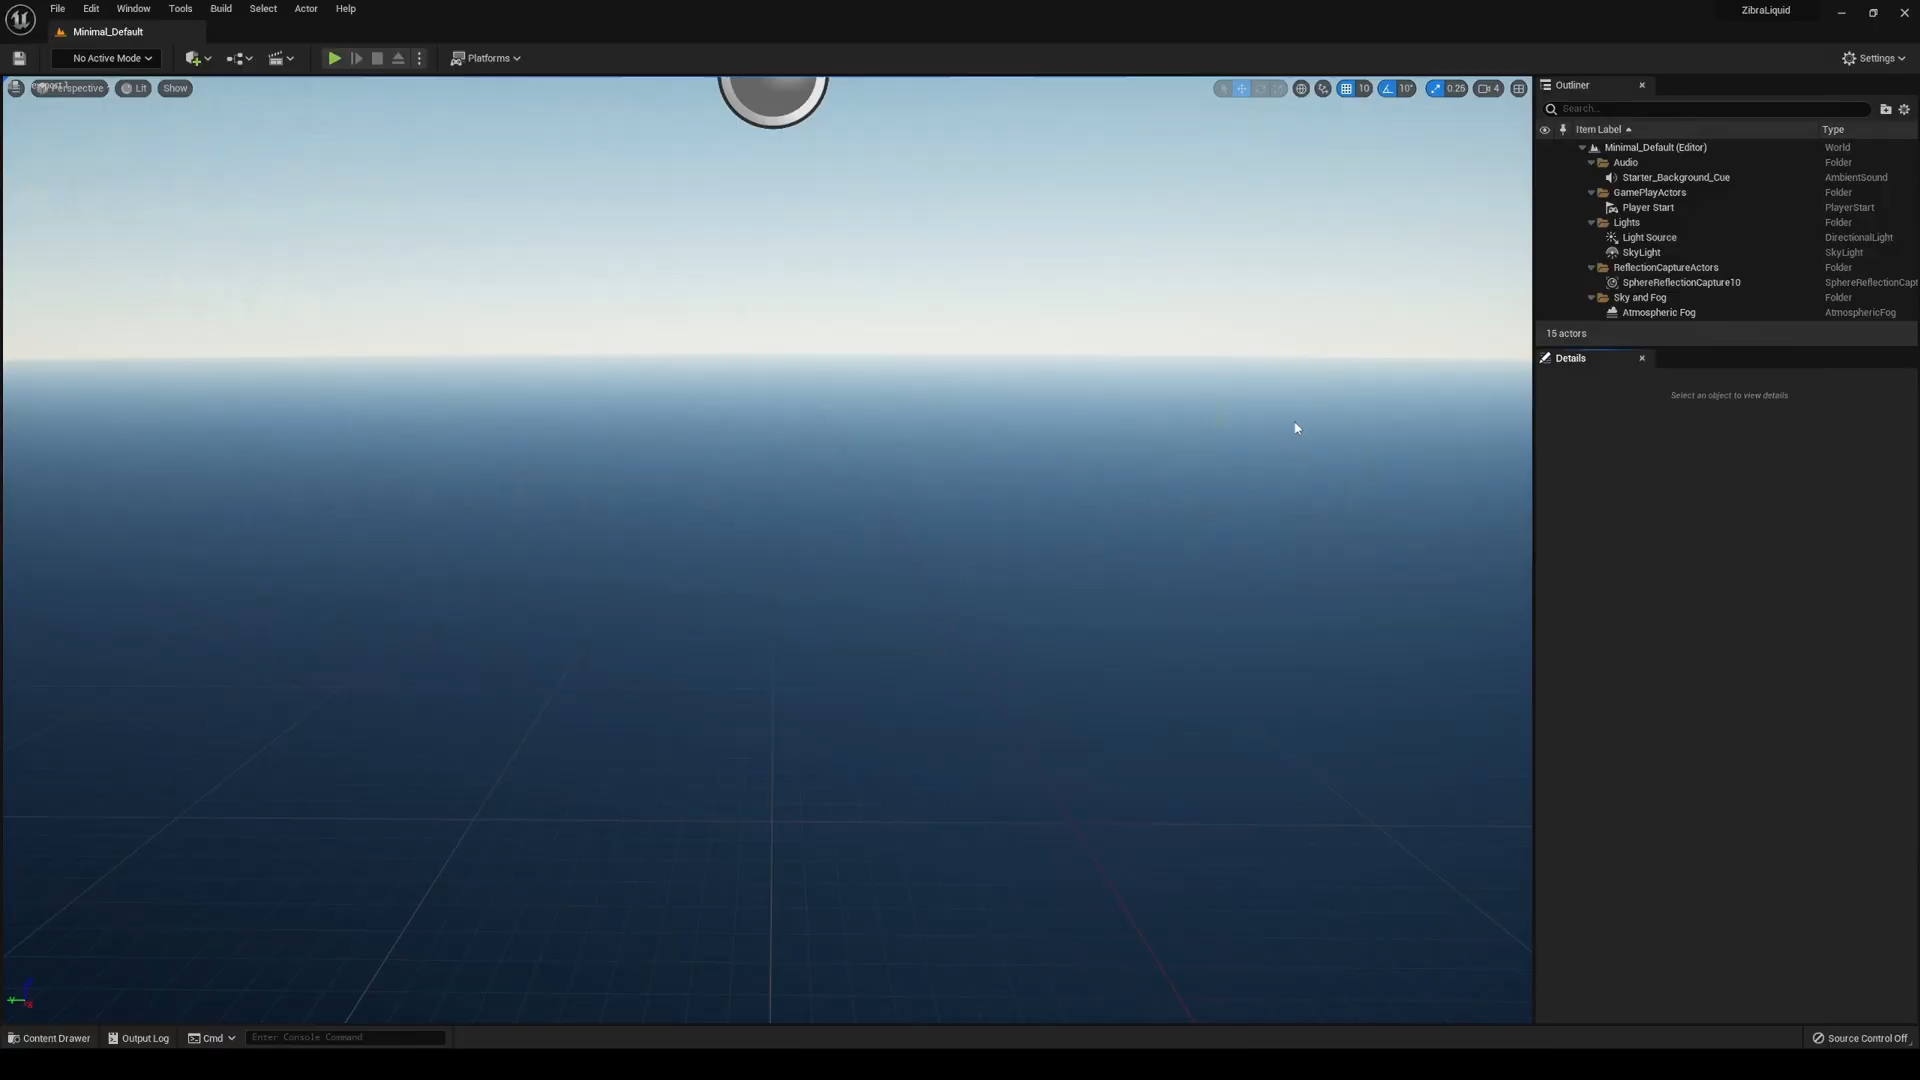 File Edit Window Tools Build Select Actor Help
ZibraLiquid
Minimal_Default
No Active Mode
Platforms
Settings
Perspective Lit Show
10 10° 0.26 4
Outliner
Search...
Item Label Type
Minimal_Default (Editor) World
Audio Folder
Starter_Background_Cue AmbientSound
GamePlayActors Folder
Player Start PlayerStart
Lights Folder
Light Source DirectionalLight
SkyLight SkyLight
ReflectionCaptureActors Folder
SphereReflectionCapture10 SphereReflectionCapt
Sky and Fog Folder
Atmospheric Fog AtmosphericFog
15 actors
Details
Select an object to view details
Content Drawer Output Log Cmd Enter Console Command
Source Control Off